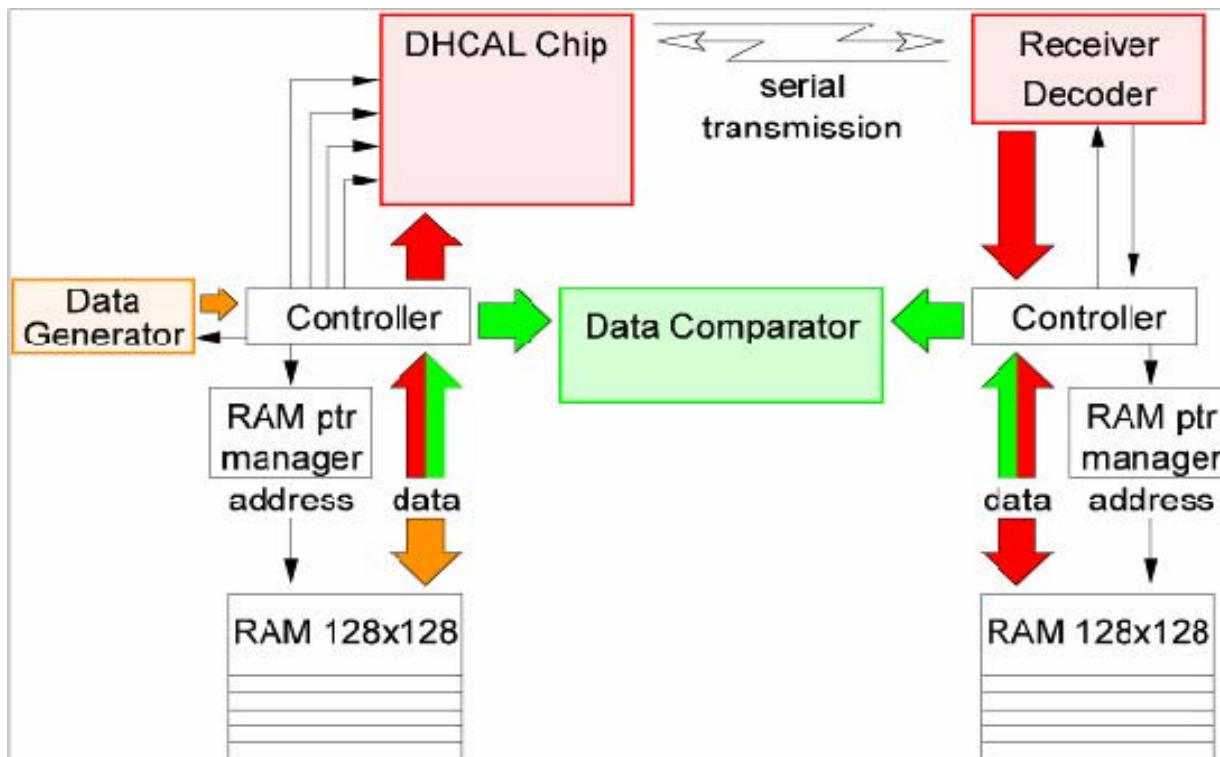 DHCAL Chip
serial
transmission
Receiver
Decoder
Data
Generator
Controller
Data Comparator
Controller
RAM ptr
manager
address
data
data
RAM ptr
manager
address
RAM 128x128
RAM 128x128